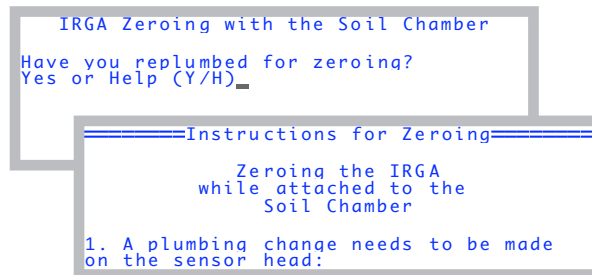 IRGA Zeroing with the Soil Chamber
Have you replumbed for zeroing?
Yes or Help (Y/H)
Instructions for Zeroing
Zeroing the IRGA
while attached to the
Soil Chamber
1. A plumbing change needs to be made
on the sensor head: